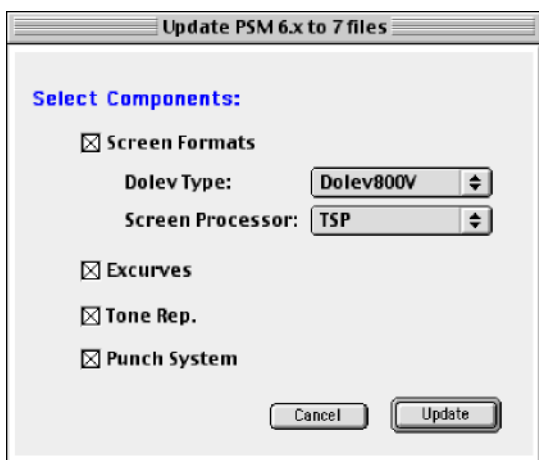 Update PSM 6.x to 7 files
Select Components:
Screen Formats
Dolev Type: Dolev800V
Screen Processor: TSP
Excurves
Tone Rep.
Punch System
Cancel Update